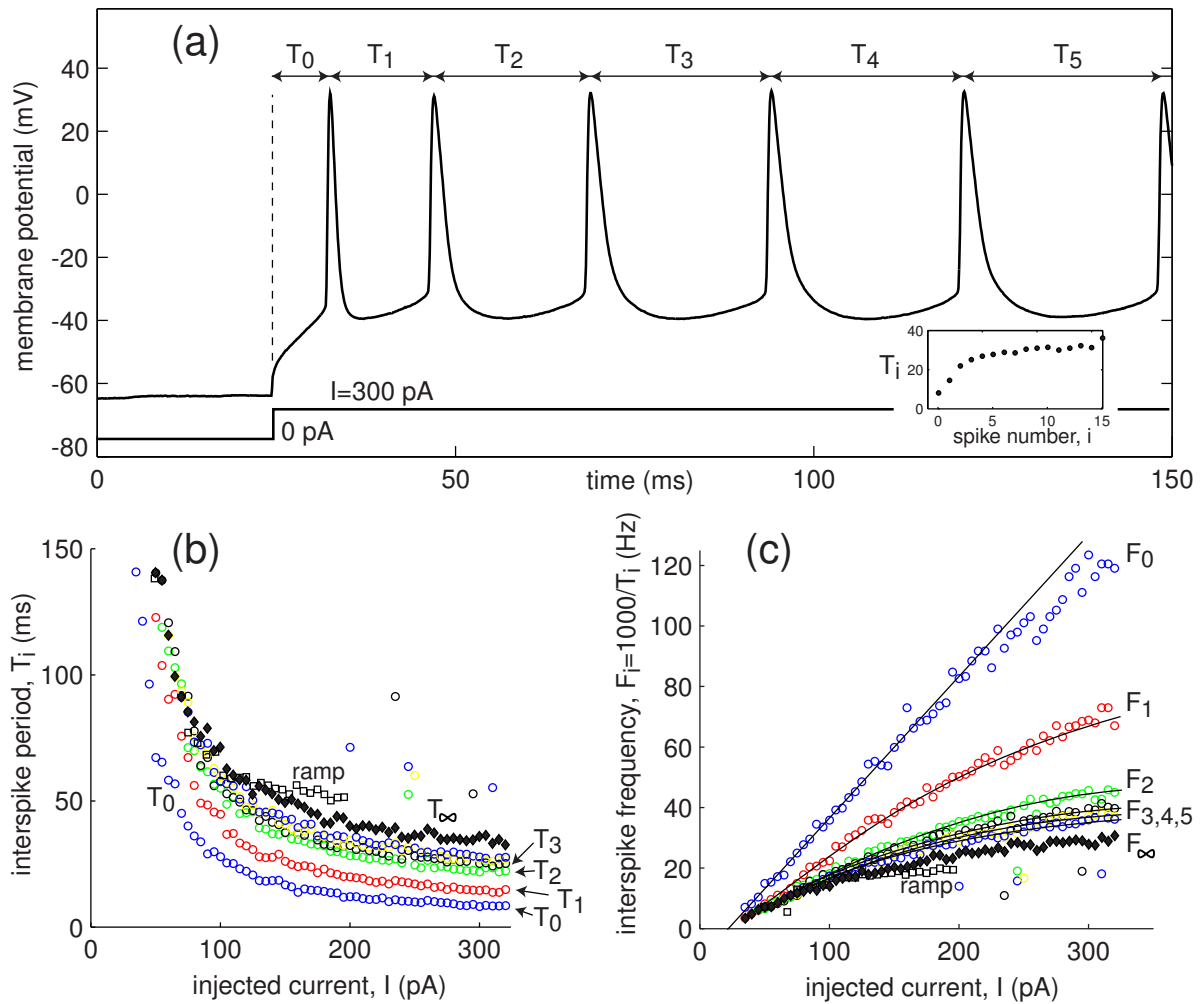 (a)
T0 T1 T2 T3 T4 T5
membrane potential (mV)
40
20
0
-20
-40
-60
-80
I=300 pA
0 pA
Ti
40
20
0
0 5 10 15
spike number, i
0 50 100 150
time (ms)
(b)
interspike period, Ti (ms)
150
100
50
0
T0
ramp
T∞
T3
T2
T1
T0
0 100 200 300
injected current, I (pA)
(c)
interspike frequency, Fi=1000/Ti (Hz)
120
100
80
60
40
20
0
F0
F1
F2
F3,4,5
F∞
ramp
0 100 200 300
injected current, I (pA)